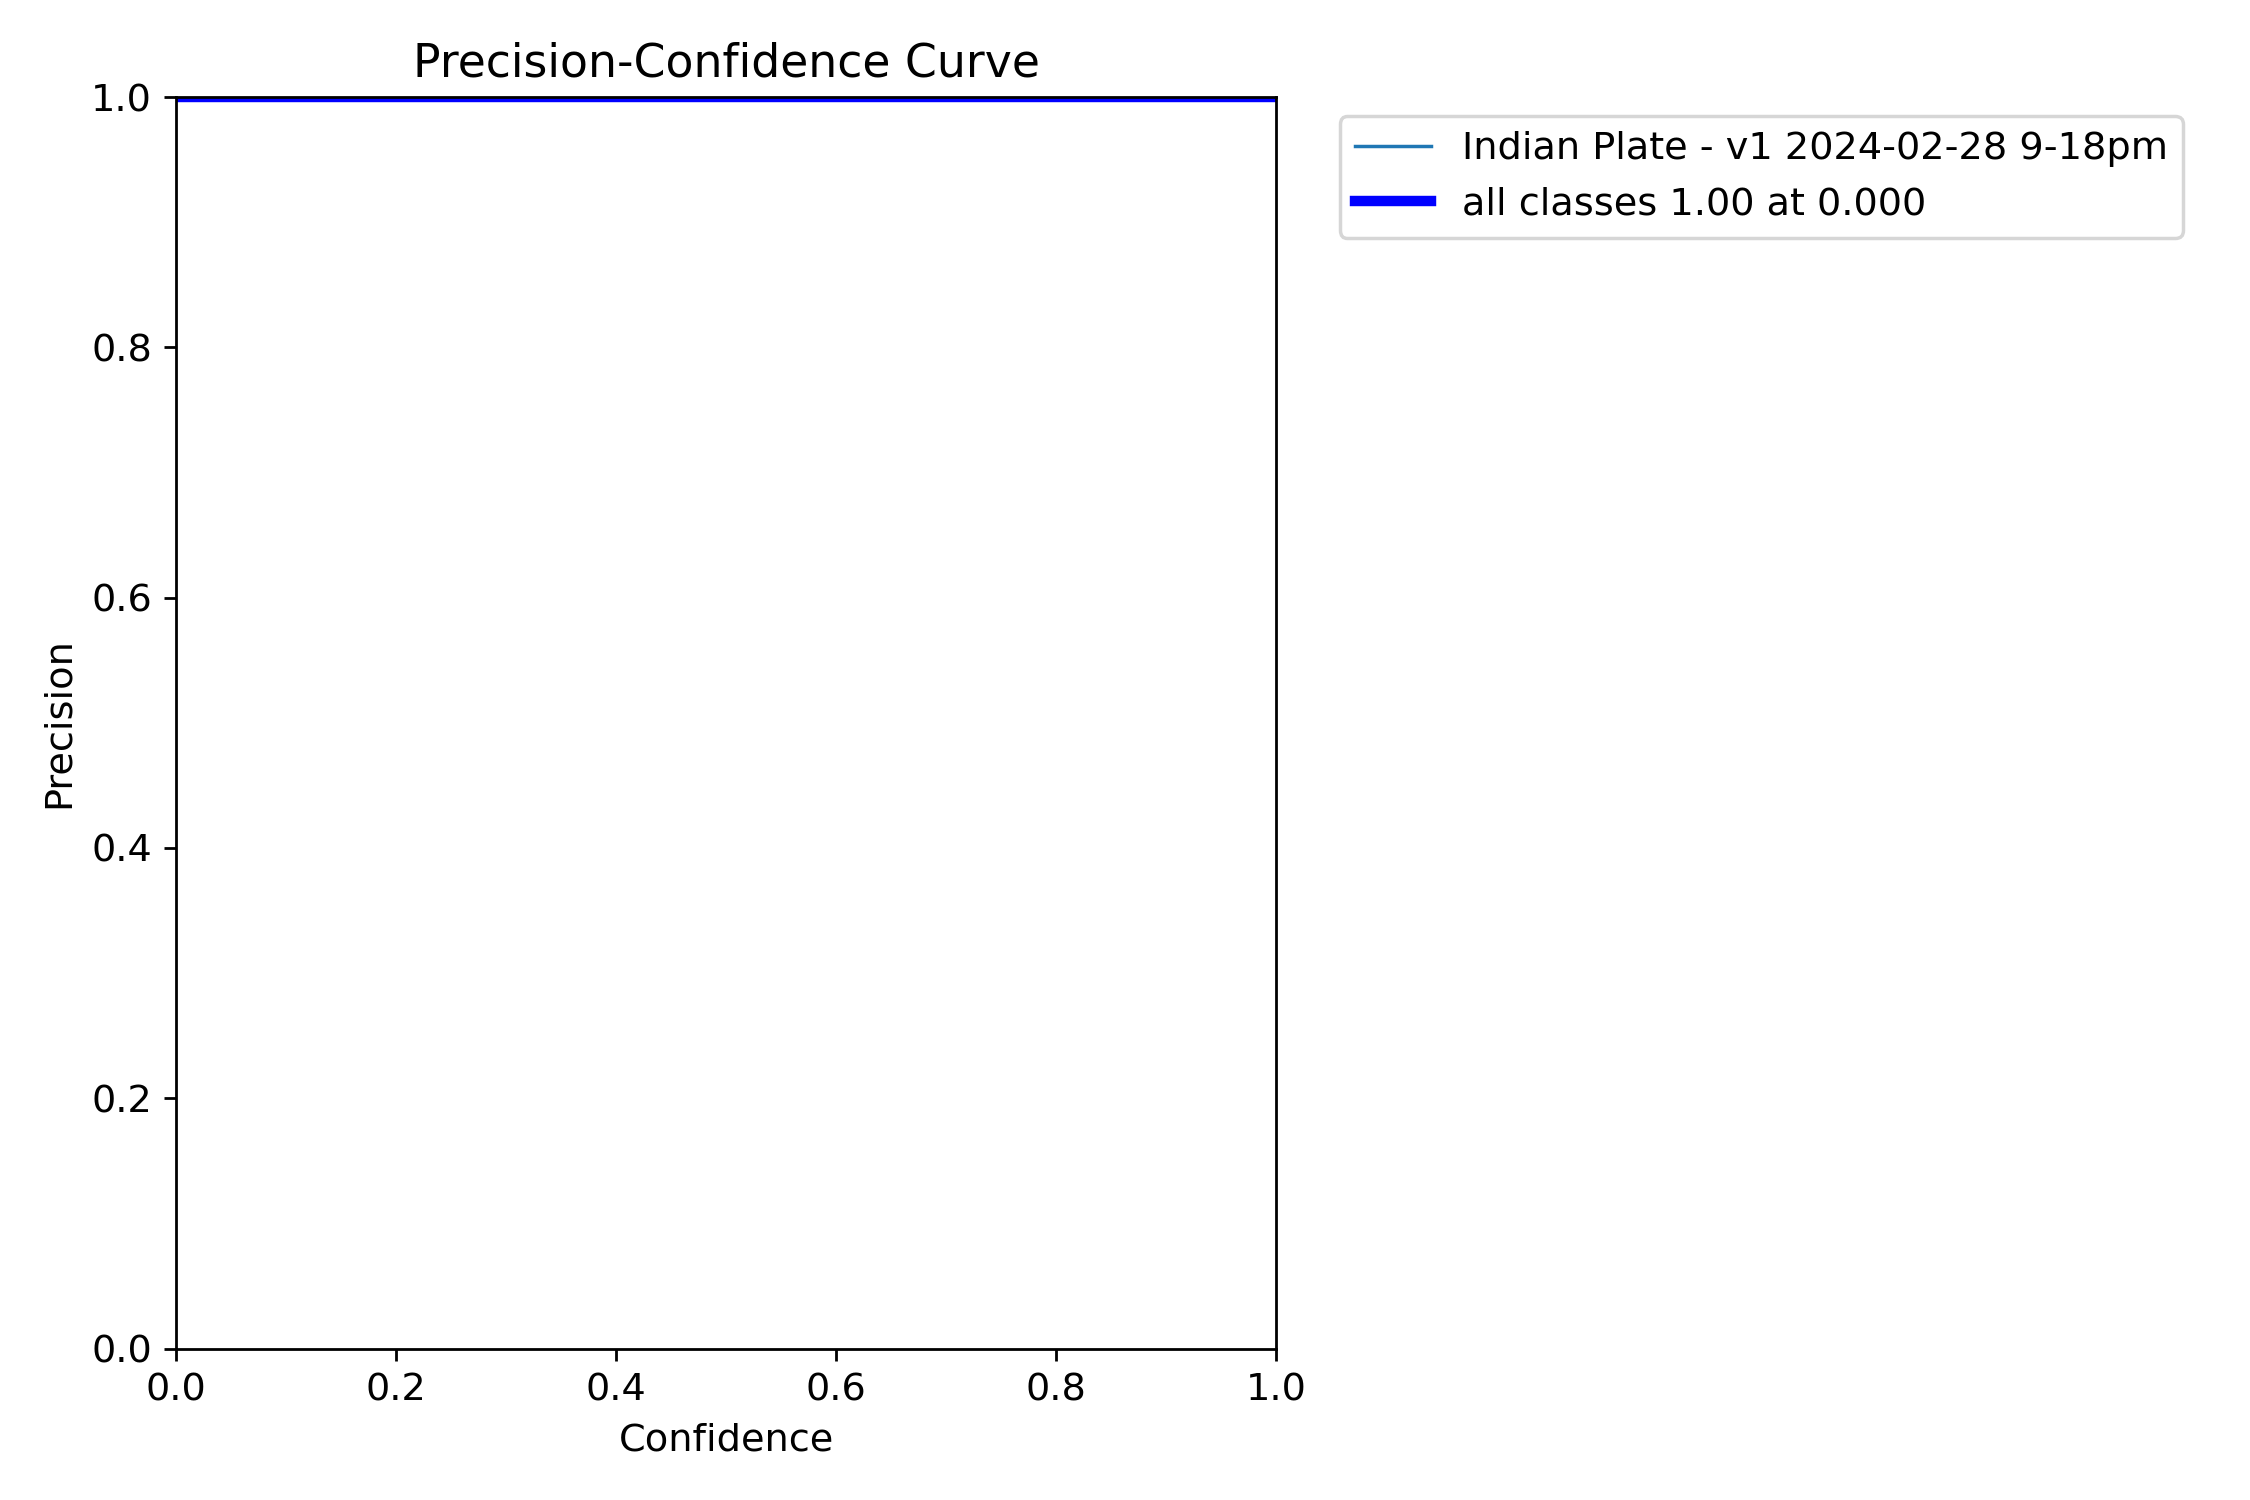 Precision-Confidence Curve
1.0
0.8
0.6
0.4
0.2
0.0
Precision
0.0 0.2 0.4 0.6 0.8 1.0
Confidence
Indian Plate - v1 2024-02-28 9-18pm
all classes 1.00 at 0.000